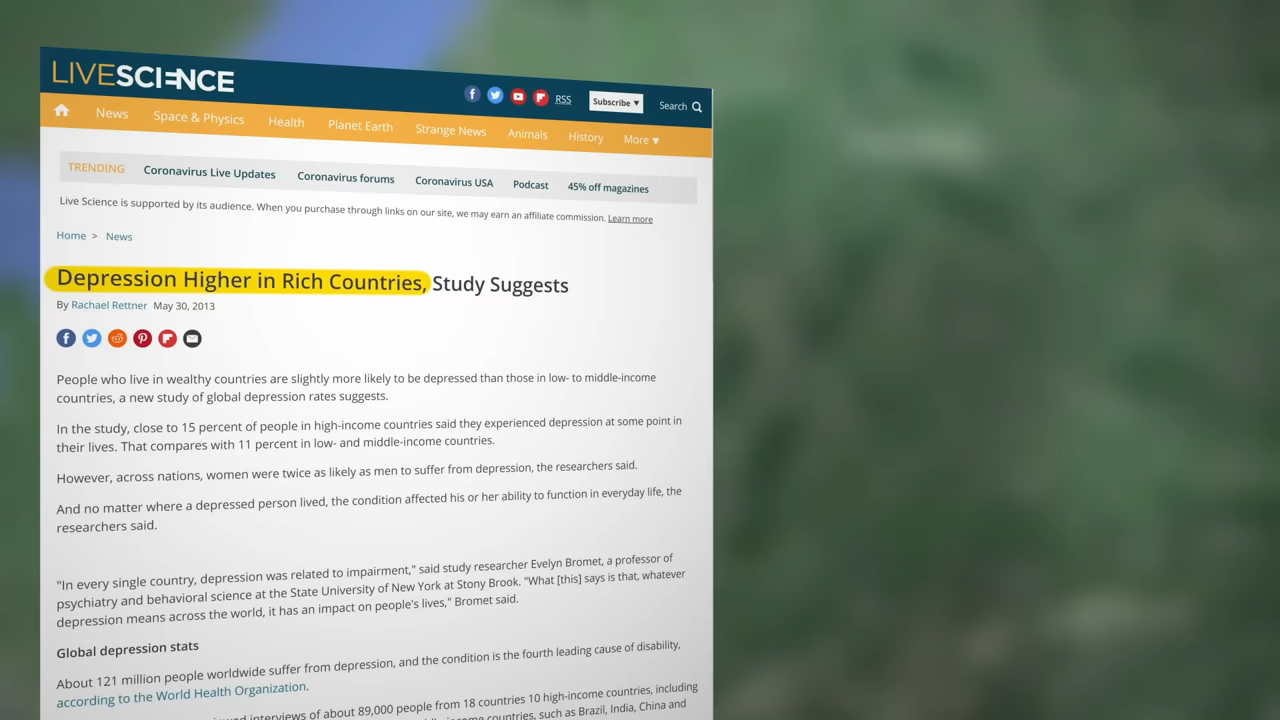 LIVESCIENCE
RSS
Subscribe ▼
Search
News
Space & Physics
Health
Planet Earth
Strange News
Animals
History
More ▼
TRENDING
Coronavirus Live Updates
Coronavirus forums
Coronavirus USA
Podcast
45% off magazines
Live Science is supported by its audience. When you purchase through links on our site, we may earn an affiliate commission. Learn more
Home > News
Depression Higher in Rich Countries, Study Suggests
By Rachael Rettner May 30, 2013
People who live in wealthy countries are slightly more likely to be depressed than those in low- to middle-income
countries, a new study of global depression rates suggests.
In the study, close to 15 percent of people in high-income countries said they experienced depression at some point in
their lives. That compares with 11 percent in low- and middle-income countries.
However, across nations, women were twice as likely as men to suffer from depression, the researchers said.
And no matter where a depressed person lived, the condition affected his or her ability to function in everyday life, the
researchers said.
"In every single country, depression was related to impairment," said study researcher Evelyn Bromet, a professor of
psychiatry and behavioral science at the State University of New York at Stony Brook. "What [this] says is that, whatever
depression means across the world, it has an impact on people's lives," Bromet said.
Global depression stats
About 121 million people worldwide suffer from depression, and the condition is the fourth leading cause of disability,
according to the World Health Organization.
interviews of about 89,000 people from 18 countries 10 high-income countries, including
countries, such as Brazil, India, China and